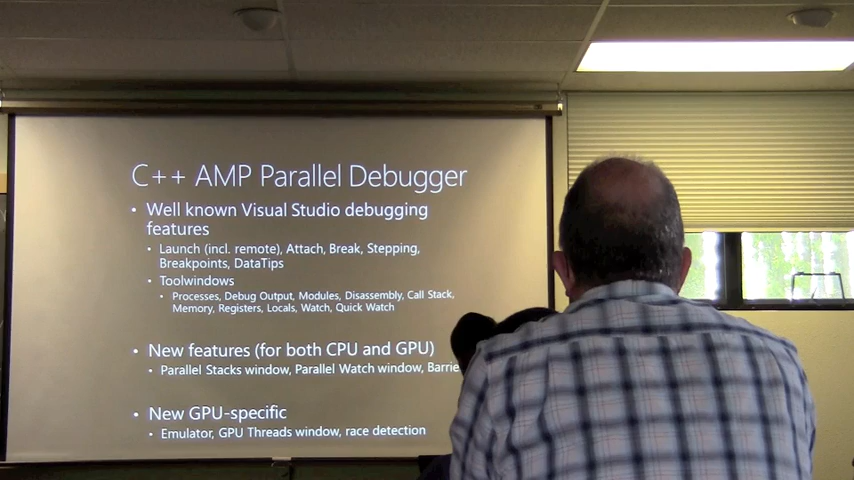 C++ AMP Parallel Debugger
• Well known Visual Studio debugging
features
• Launch (incl. remote), Attach, Break, Stepping,
Breakpoints, DataTips
• Toolwindows
• Processes, Debug Output, Modules, Disassembly, Call Stack,
Memory, Registers, Locals, Watch, Quick Watch
• New features (for both CPU and GPU)
• Parallel Stacks window, Parallel Watch window,
• New GPU-specific
• Emulator, GPU Threads window, race detection